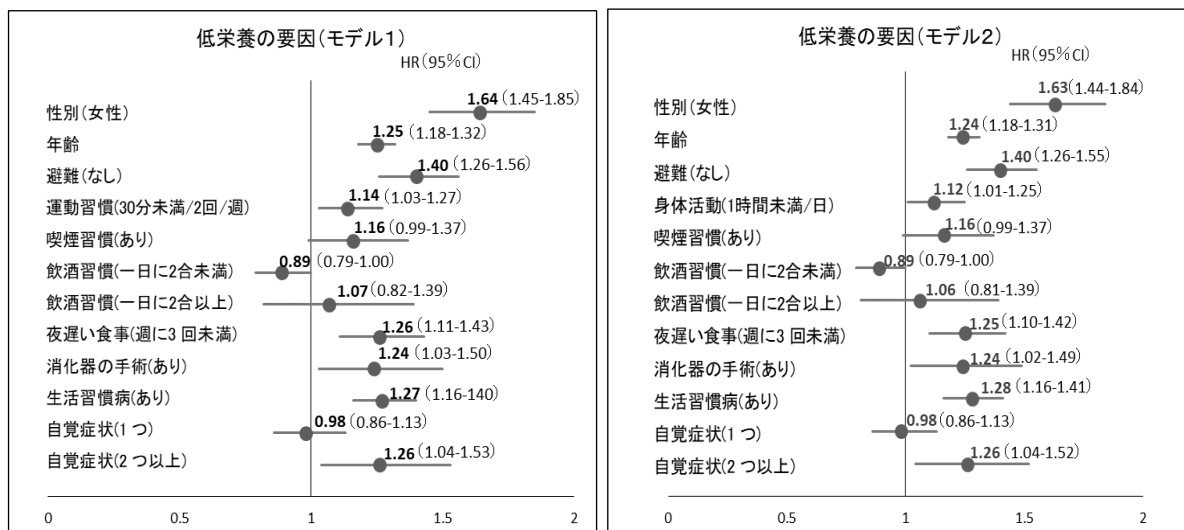 低栄養の要因(モデル1)
HR(95%CI)
性別(女性) 1.64 (1.45-1.85)
年齢 1.25 (1.18-1.32)
避難(なし) 1.40 (1.26-1.56)
運動習慣(30分未満/2回/週) 1.14 (1.03-1.27)
喫煙習慣(あり) 1.16 (0.99-1.37)
飲酒習慣(一日に2合未満) 0.89 (0.79-1.00)
飲酒習慣(一日に2合以上) 1.07 (0.82-1.39)
夜遅い食事(週に3 回未満) 1.26 (1.11-1.43)
消化器の手術(あり) 1.24 (1.03-1.50)
生活習慣病(あり) 1.27 (1.16-140)
自覚症状(1 つ) 0.98 (0.86-1.13)
自覚症状(2 つ以上) 1.26 (1.04-1.53)
0 0.5 1 1.5 2
低栄養の要因(モデル2)
HR(95%CI)
性別(女性) 1.63 (1.44-1.84)
年齢 1.24 (1.18-1.31)
避難(なし) 1.40 (1.26-1.55)
身体活動(1時間未満/日) 1.12 (1.01-1.25)
喫煙習慣(あり) 1.16 (0.99-1.37)
飲酒習慣(一日に2合未満) 0.89 (0.79-1.00)
飲酒習慣(一日に2合以上) 1.06 (0.81-1.39)
夜遅い食事(週に3 回未満) 1.25 (1.10-1.42)
消化器の手術(あり) 1.24 (1.02-1.49)
生活習慣病(あり) 1.28 (1.16-1.41)
自覚症状(1 つ) 0.98 (0.86-1.13)
自覚症状(2 つ以上) 1.26 (1.04-1.52)
0 0.5 1 1.5 2